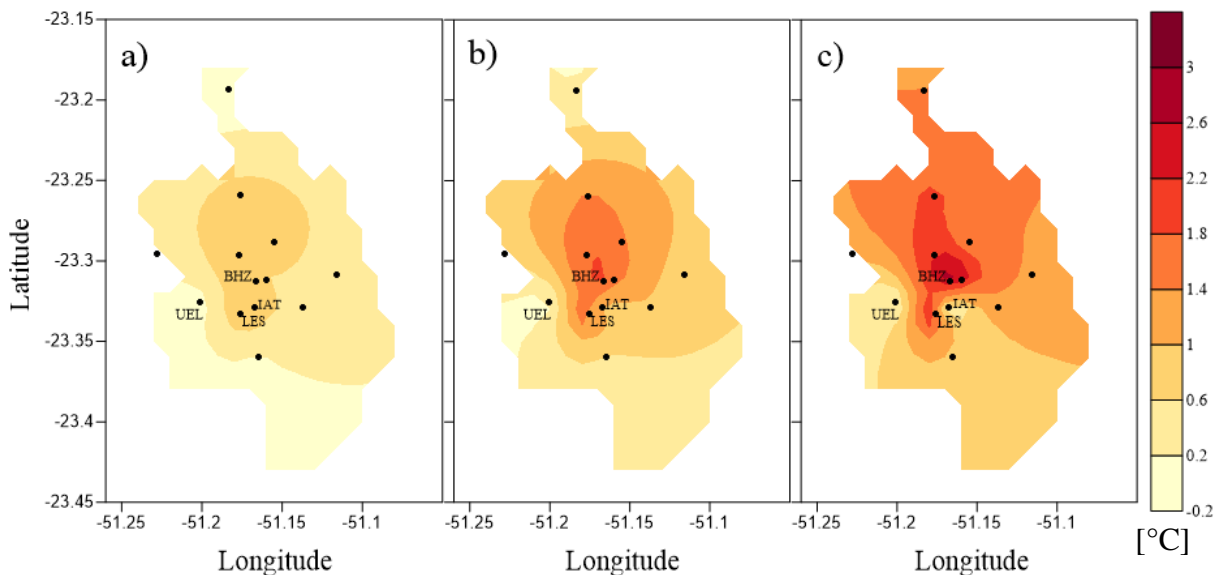 a)
b)
c)
-23.15
-23.2
-23.25
-23.3
-23.35
-23.4
-23.45
Latitude
BHZ
IAT
UEL
LES
BHZ
IAT
UEL
LES
BHZ
IAT
UEL
LES
3
2.6
2.2
1.8
1.4
1
0.6
0.2
-0.2
[°C]
-51.25 -51.2 -51.15 -51.1
-51.25 -51.2 -51.15 -51.1
-51.25 -51.2 -51.15 -51.1
Longitude
Longitude
Longitude